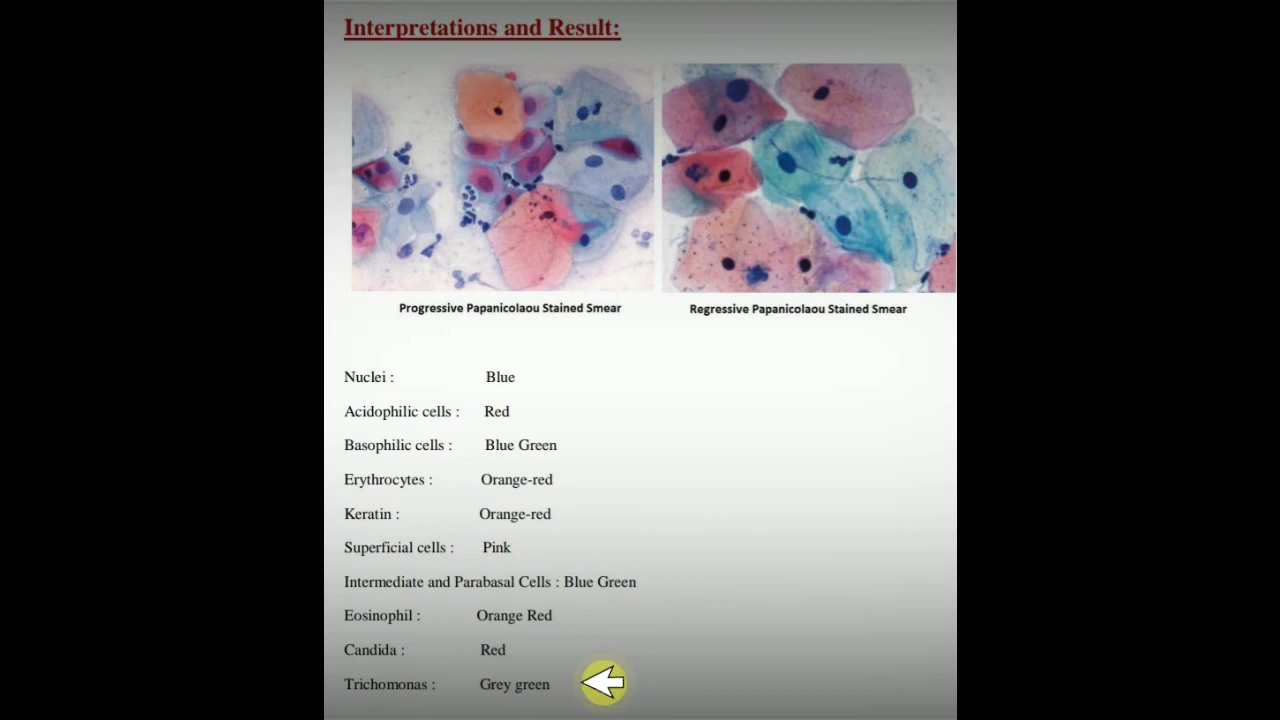 Interpretations and Result:
Progressive Papanicolaou Stained Smear
Regressive Papanicolaou Stained Smear
Nuclei : Blue
Acidophilic cells : Red
Basophilic cells : Blue Green
Erythrocytes : Orange-red
Keratin : Orange-red
Superficial cells : Pink
Intermediate and Parabasal Cells : Blue Green
Eosinophil : Orange Red
Candida : Red
Trichomonas : Grey green